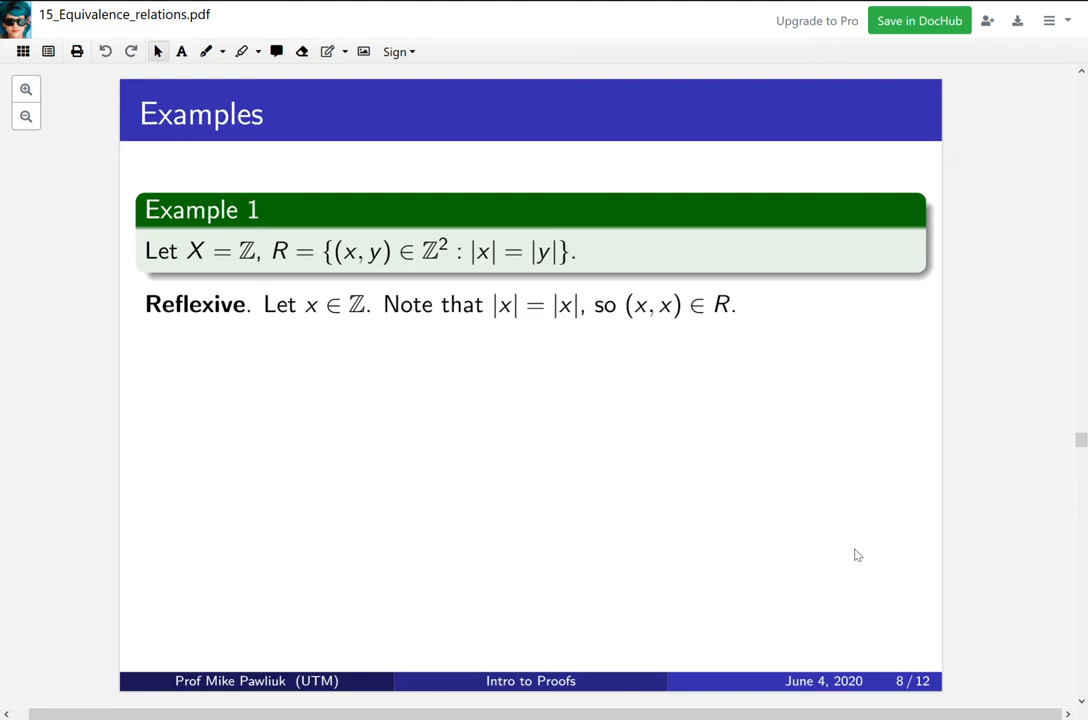 15_Equivalence_relations.pdf
Upgrade to Pro
Save in DocHub
A
Sign
Examples
Example 1
Let X = ℤ, R = {(x, y) ∈ ℤ² : |x| = |y|}.
Reflexive. Let x ∈ ℤ. Note that |x| = |x|, so (x, x) ∈ R.
Prof Mike Pawliuk (UTM) Intro to Proofs June 4, 2020 8 / 12